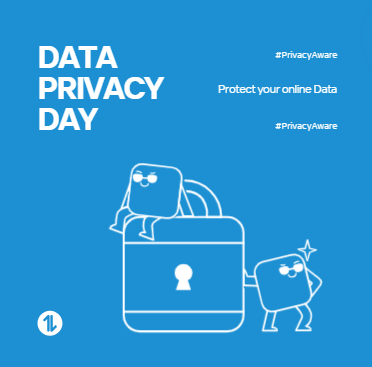 DATA
PRIVACY
DAY
#PrivacyAware
Protect your online Data
#PrivacyAware